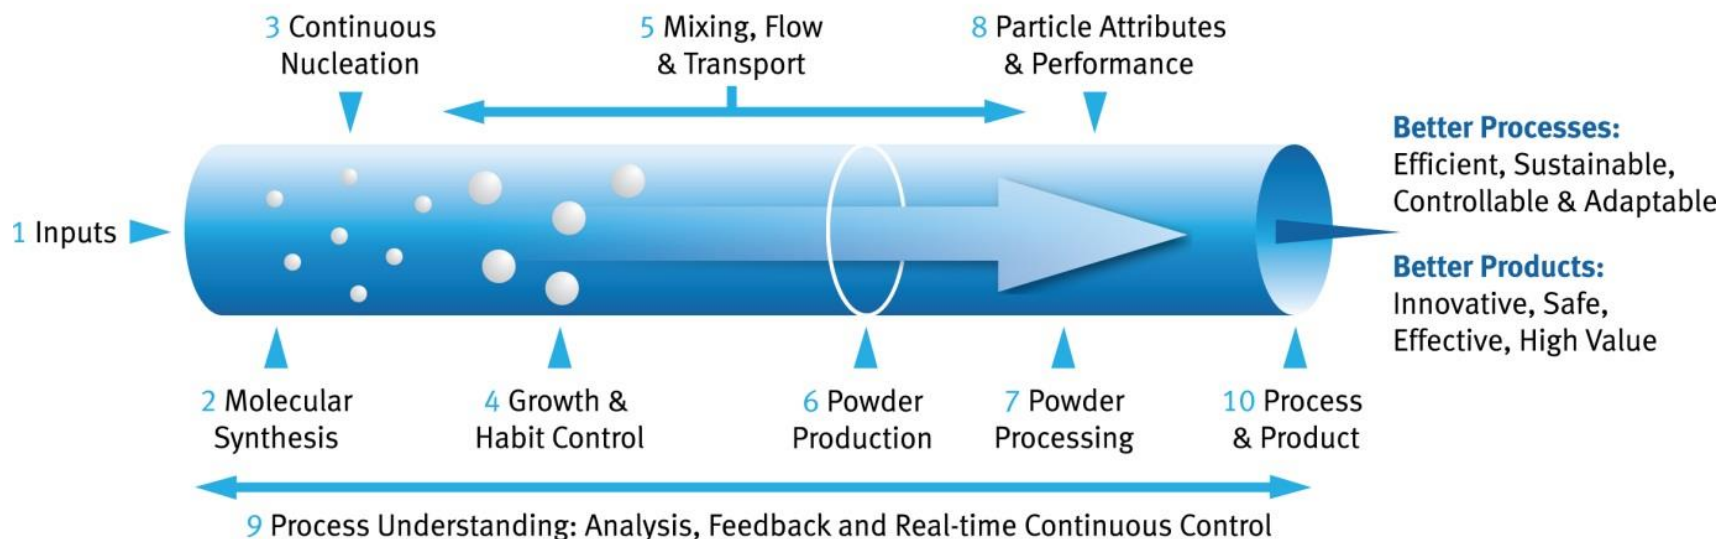 3 Continuous
Nucleation
5 Mixing, Flow
& Transport
8 Particle Attributes
& Performance
1 Inputs
Better Processes:
Efficient, Sustainable,
Controllable & Adaptable
Better Products:
Innovative, Safe,
Effective, High Value
2 Molecular
Synthesis
4 Growth &
Habit Control
6 Powder
Production
7 Powder
Processing
10 Process
& Product
9 Process Understanding: Analysis, Feedback and Real-time Continuous Control